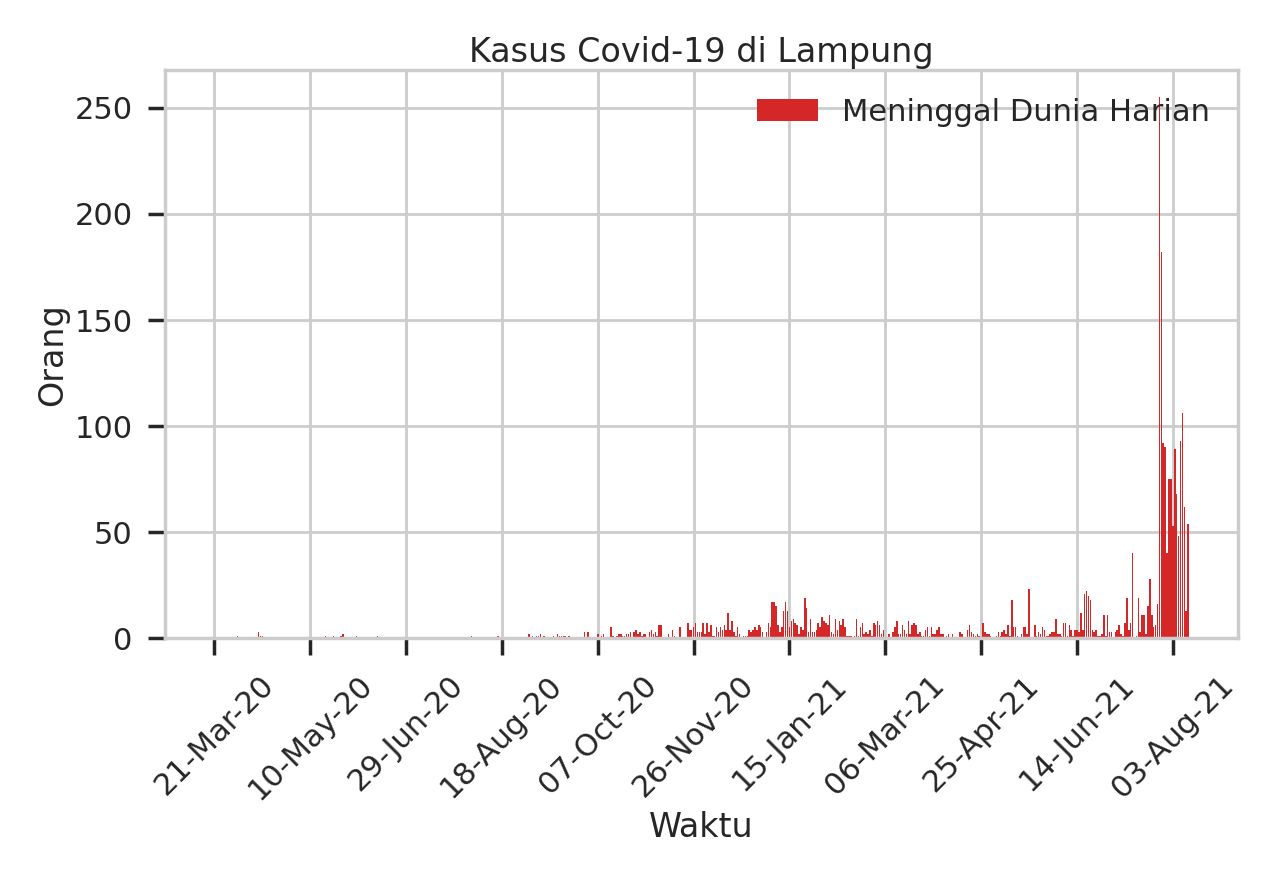 Kasus Covid-19 di Lampung
Meninggal Dunia Harian
Orang
250
200
150
100
50
0
21-Mar-20
10-May-20
29-Jun-20
18-Aug-20
07-Oct-20
26-Nov-20
15-Jan-21
06-Mar-21
25-Apr-21
14-Jun-21
03-Aug-21
Waktu